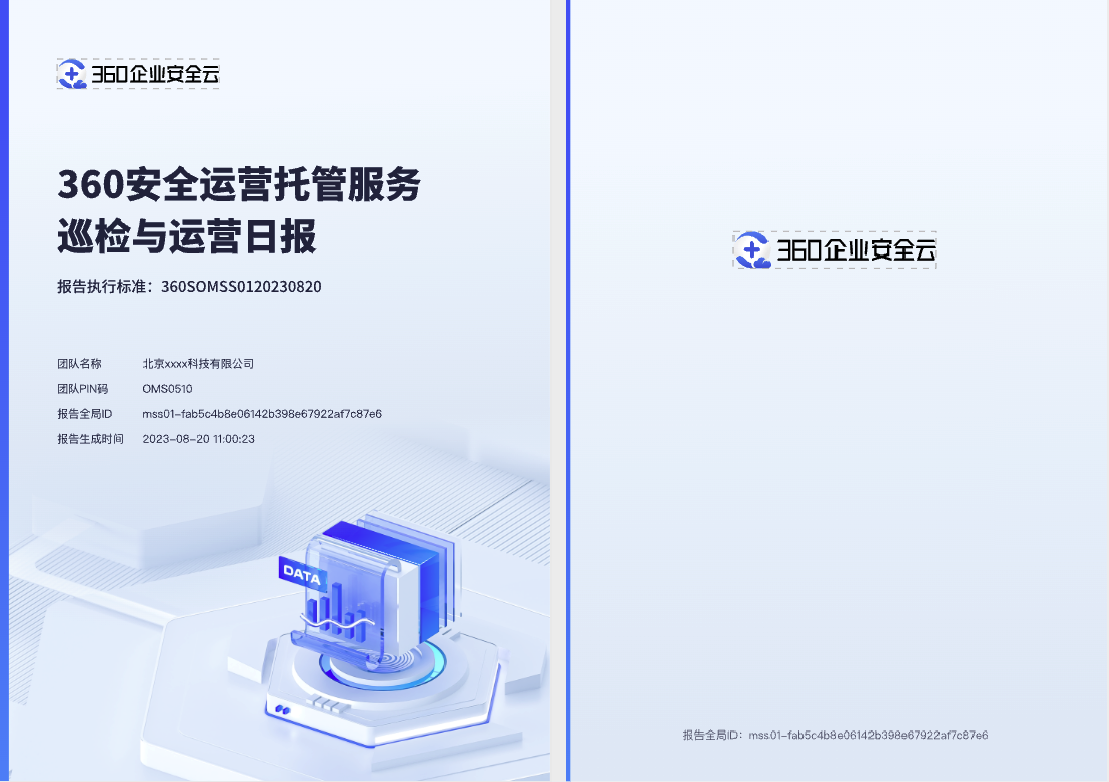 360企业安全云
360安全运营托管服务
巡检与运营日报
报告执行标准：360SOMSS0120230820
团队名称 北京xxxx科技有限公司
团队PIN码 OMS0510
报告全局ID mss01-fab5c4b8e06142b398e67922af7c87e6
报告生成时间 2023-08-20 11:00:23
DATA
360企业安全云
报告全局ID：mss01-fab5c4b8e06142b398e67922af7c87e6